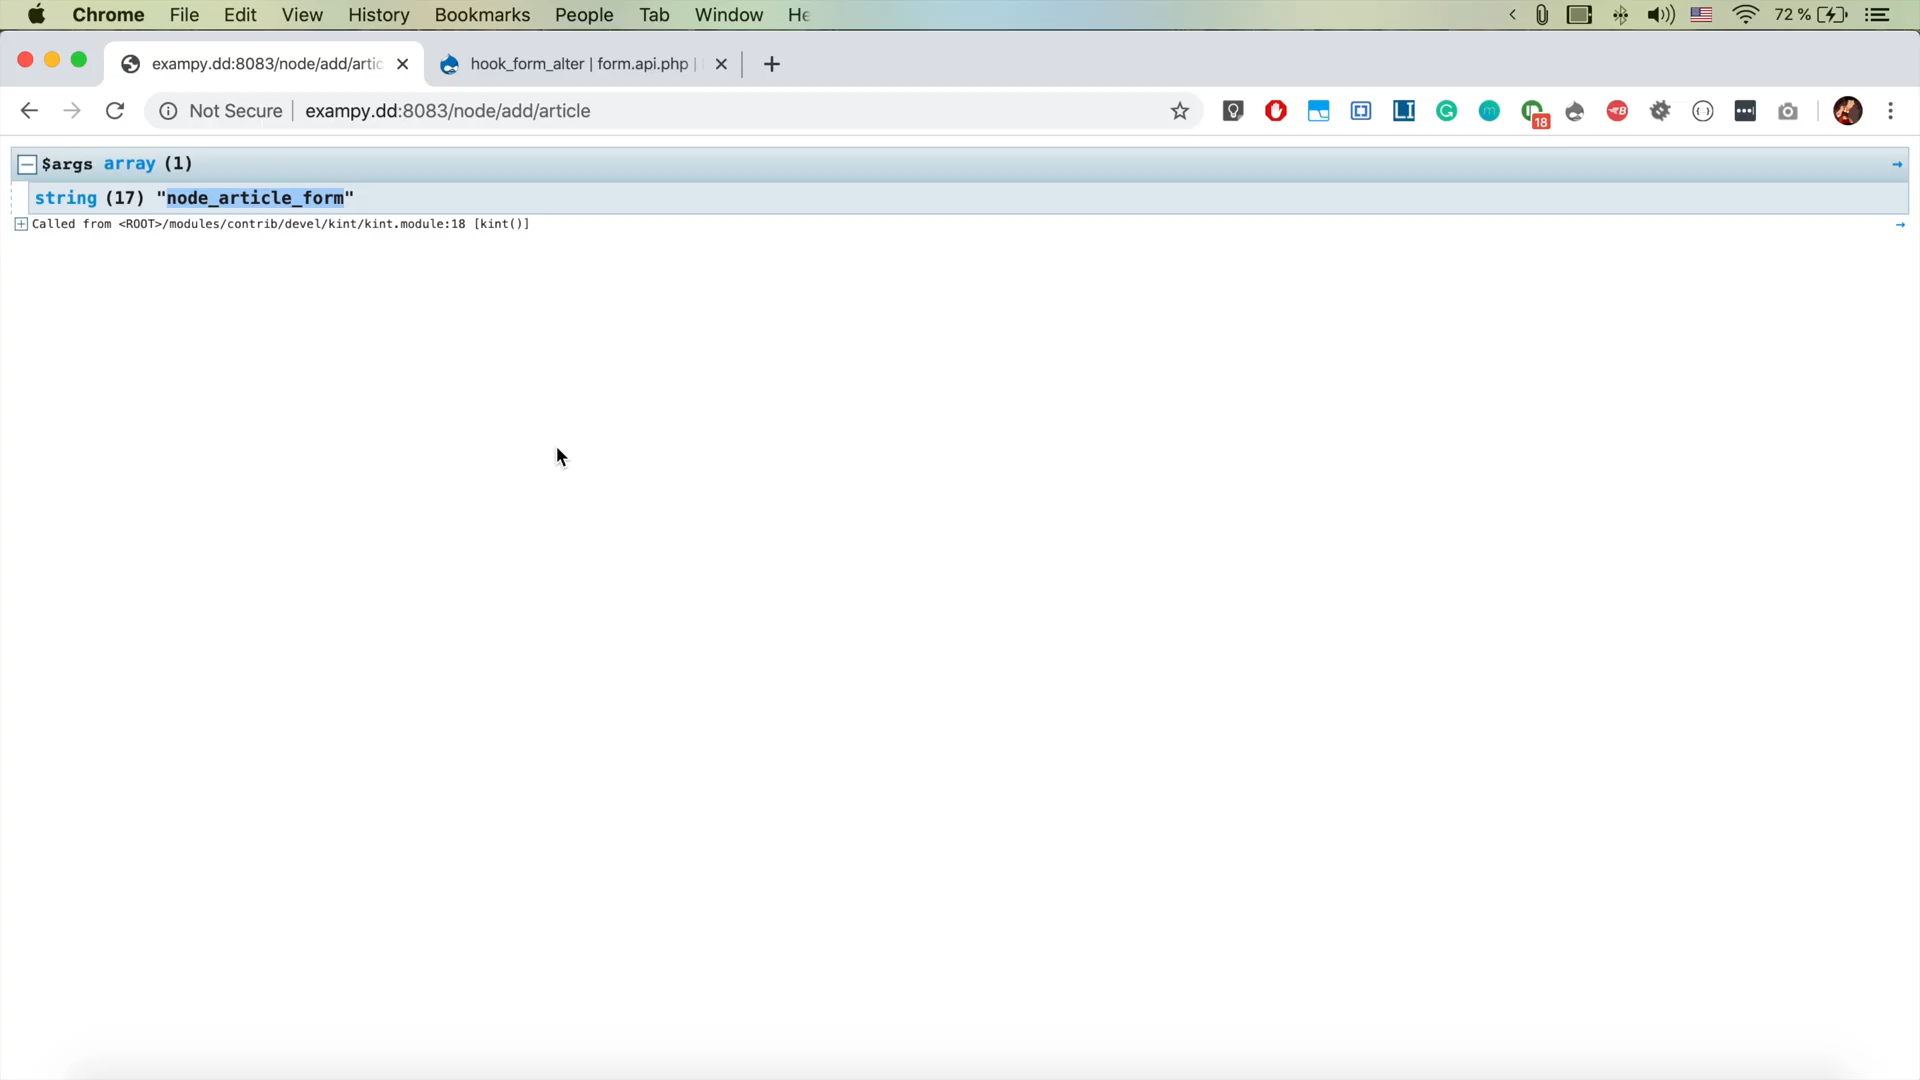 Chrome File Edit View History Bookmarks People Tab Window He 72 %
exampy.dd:8083/node/add/artic hook_form_alter | form.api.php |
Not Secure exampy.dd:8083/node/add/article 18
$args array (1)
string (17) "node_article_form"
Called from <ROOT>/modules/contrib/devel/kint/kint.module:18 [kint()]